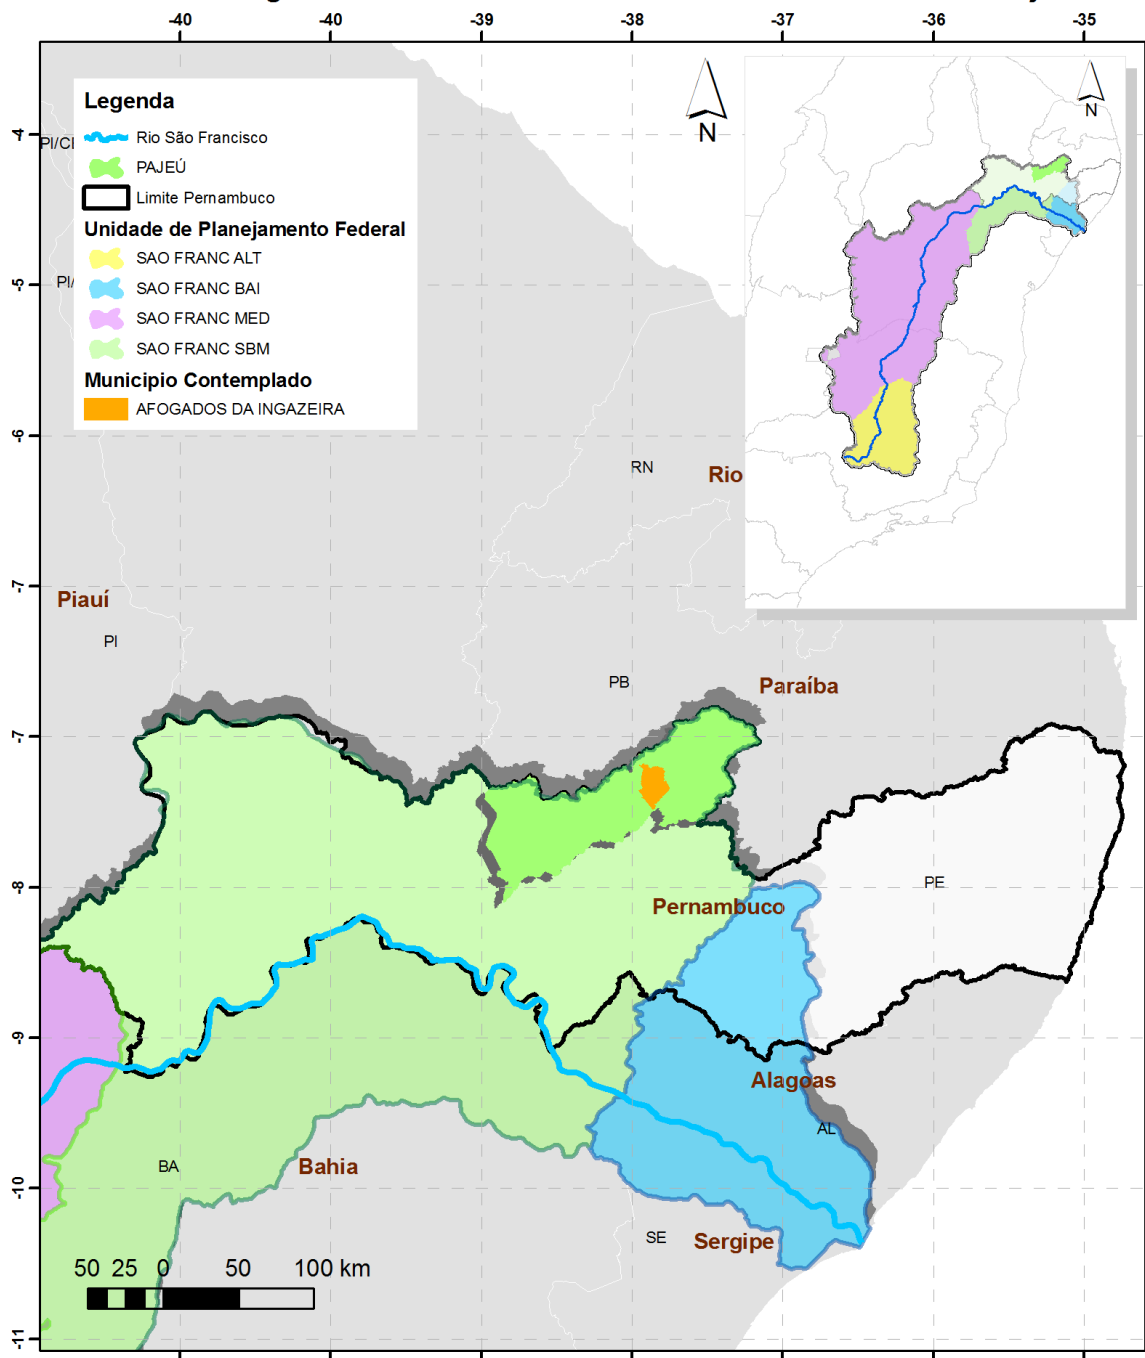 -40 -40 -39 -38 -37 -36 -35
Legenda
Rio São Francisco
PAJEÚ
Limite Pernambuco
Unidade de Planejamento Federal
SAO FRANC ALT
SAO FRANC BAI
SAO FRANC MED
SAO FRANC SBM
Municipio Contemplado
AFOGADOS DA INGAZEIRA
N
N
4
-5
-6
-7
-7
-8
-9
-10
-11
PI/
RN
Rio
Piauí
PI
PB
Paraíba
PE
Pernambuco
Alagoas
AL
BA
Bahia
SE
Sergipe
50 25 0 50 100 km